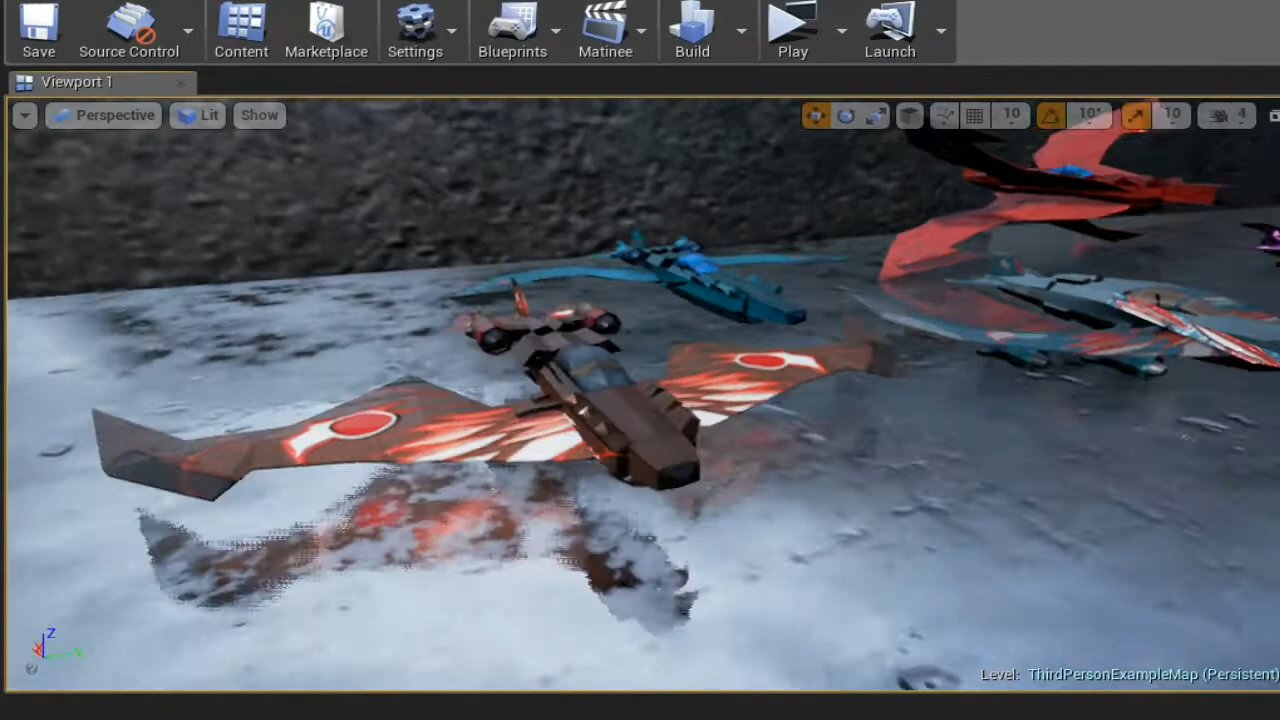 Save
Source Control
Content
Marketplace
Settings
Blueprints
Matinee
Build
Play
Launch
Viewport 1
Perspective
Lit
Show
10
10°
10
4
Z
Level: ThirdPersonExampleMap (Persistent)